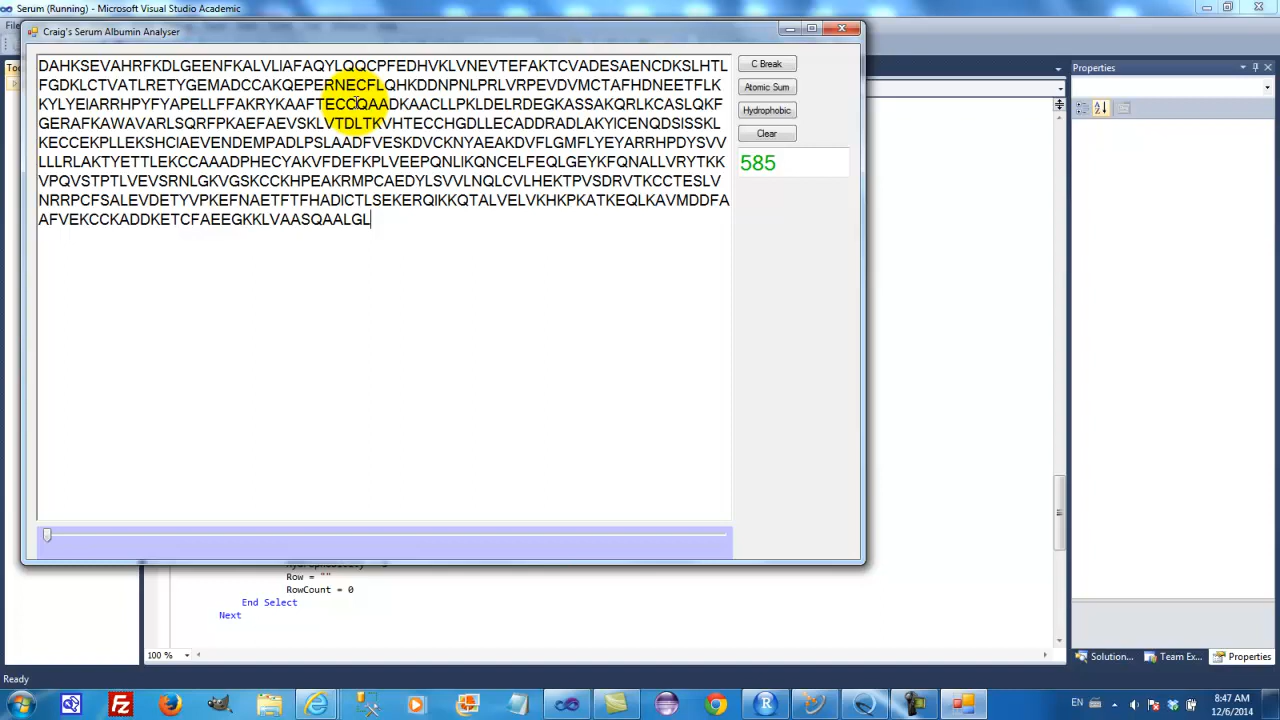 Serum (Running) - Microsoft Visual Studio Academic
Craig's Serum Albumin Analyser
DAHKSEVAHRFKDLGEENFKALVLIAFAQYLQQCPFEDHVKLVNEVTEFAKTCVADESAENCDKSLHTL
FGDKLCTVATLRETYGEMADCCAKQEPERNECFLQHKDDNPNLPRLVRPEVDVMCTAFHDNEETFLK
KYLYEIARRHPYFYAPELLFFAKRYKAAFTECCQAADKAACLLPKLDELRDEGKASSAKQRLKCASLQKF
GERAFKAWAVARLSQRFPKAEFAEVSKLVTDLTKVHTECCHGDLLECADDRADLAKYICENQDSISSKL
KECCEKPLLEKSHCIAEVENDEMPADLPSLAADFVESKDVCKNYAEAKDVFLGMFLYEYARRHPDYSVV
LLLRLAKTYETTLEKCCAAADPHECYAKVFDEFKPLVEEPQNLIKQNCELFEQLGEYKFQNALLVRYTKK
VPQVSTPTLVEVSRNLGKVGSKCCKHPEAKRMPCAEDYLSVVLNQLCVLHEKTPVSDRVTKCCTESLV
NRRPCFSALEVDETYVPKEFNAETFTFHADICTLSEKERQIKKQTALVELVKHKPKATKEQLKAVMDDFA
AFVEKCCKADDKETCFAEEGKKLVAASQAALGL
C Break
Atomic Sum
Hydrophobic
Clear
585
Properties
Row = ""
RowCount = 0
End Select
Next
100 %
Solution...
Team Ex...
Properties
Ready
EN
8:47 AM
12/6/2014